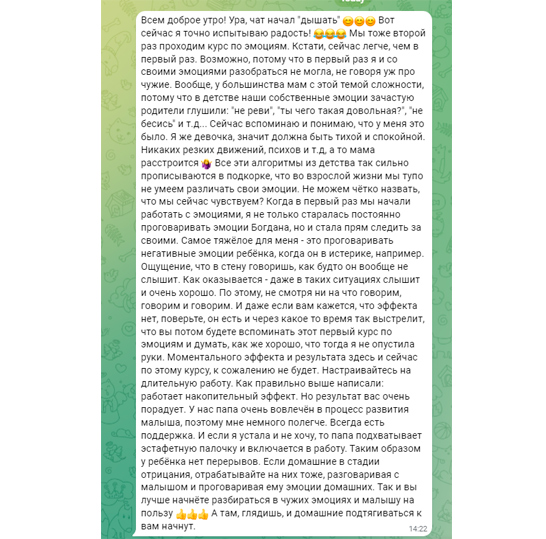 Всем доброе утро! Ура, чат начал "дышать" 😊😊😊 Вот
сейчас я точно испытываю радость! 😂😂😂 Мы тоже второй
раз проходим курс по эмоциям. Кстати, сейчас легче, чем в
первый раз. Возможно, потому что в первый раз я и со
своими эмоциями разобраться не могла, не говоря уж про
чужие. Вообще, у большинства мам с этой темой сложности,
потому что в детстве наши собственные эмоции зачастую
родители глушили: "не реви", "ты чего такая довольная?", "не
бесись" и т.д... Сейчас вспоминаю и понимаю, что у меня это
было. Я же девочка, значит должна быть тихой и спокойной.
Никаких резких движений, психов и т.д, а то мама
расстроится 🤷‍♀️ Все эти алгоритмы из детства так сильно
прописываются в подкорке, что во взрослой жизни мы тупо
не умеем различать свои эмоции. Не можем чётко назвать,
что мы сейчас чувствуем? Когда в первый раз мы начали
работать с эмоциями, я не только старалась постоянно
проговаривать эмоции Богдана, но и стала прям следить за
своими. Самое тяжёлое для меня - это проговаривать
негативные эмоции ребёнка, когда он в истерике, например.
Ощущение, что в стену говоришь, как будто он вообще не
слышит. Как оказывается - даже в таких ситуациях слышит
и очень хорошо. По этому, не смотря ни на что говорим,
говорим и говорим. И даже если вам кажется, что эффекта
нет, поверьте, он есть и через какое то время так выстрелит,
что вы потом будете вспоминать этот первый курс по
эмоциям и думать, как же хорошо, что тогда я не опустила
руки. Моментального эффекта и результата здесь и сейчас
по этому курсу, к сожалению не будет. Настраивайтесь на
длительную работу. Как правильно выше написали:
работает накопительный эффект. Но результат вас очень
порадует. У нас папа очень вовлечён в процесс развития
малыша, поэтому мне немного полегче. Всегда есть
поддержка. И если я устала и не хочу, то папа подхватывает
эстафетную палочку и включается в работу. Таким образом
у ребёнка нет перерывов. Если домашние в стадии
отрицания, отрабатывайте на них тоже, разговаривая с
малышом и проговаривая ему эмоции домашних. Так и вы
лучше начнёте разбираться в чужих эмоциях и малышу на
пользу 👍👍👍 А там, глядишь, и домашние подтягиваться к
вам начнут.
14:22